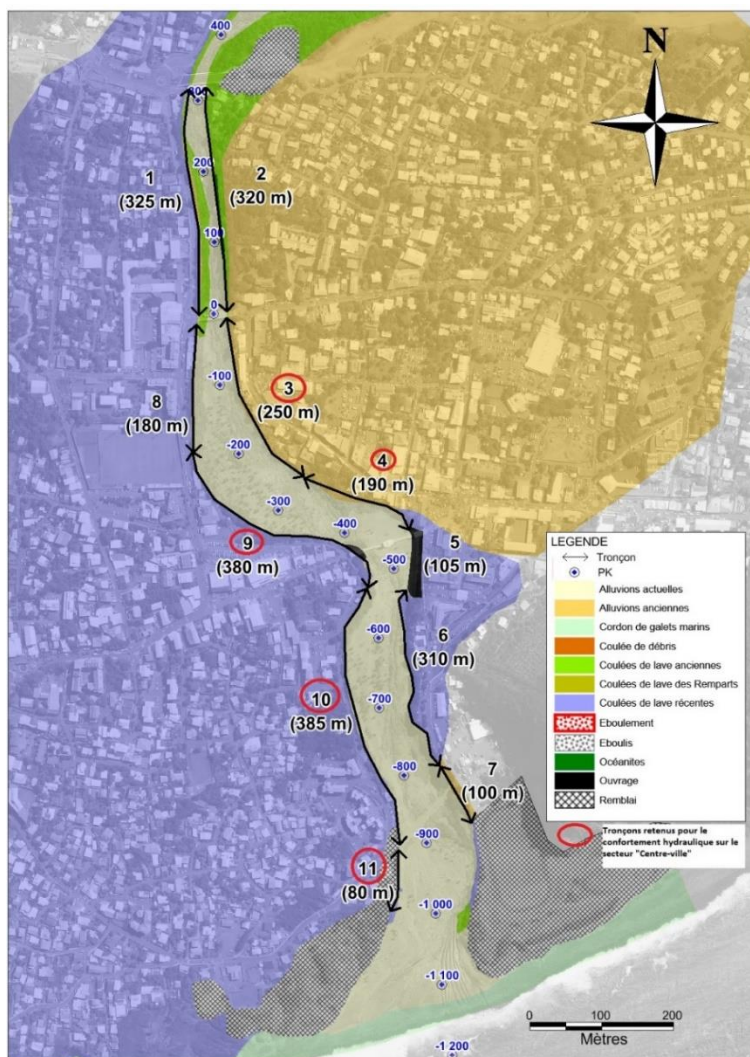 400
N
300
1
(325 m)
200
2
(320 m)
100
0
-100
3
(250 m)
8
(180 m)
-200
4
(190 m)
-300
-400
9
(380 m)
5
(105 m)
-500
LEGENDE
Tronçon
PK
Alluvions actuelles
Alluvions anciennes
Cordon de galets marins
Coulée de débris
Coulées de lave anciennes
Coulées de lave des Remparts
Coulées de lave récentes
Eboulement
Eboulis
Océanites
Ouvrage
Remblai
Tronçons retenus pour le
confortement hydraulique sur le
secteur "Centre-ville"
-600
6
(310 m)
10
(385 m)
-700
-800
7
(100 m)
-900
11
(80 m)
-1 000
-1 100
-1 200
0 100 200
Mètres